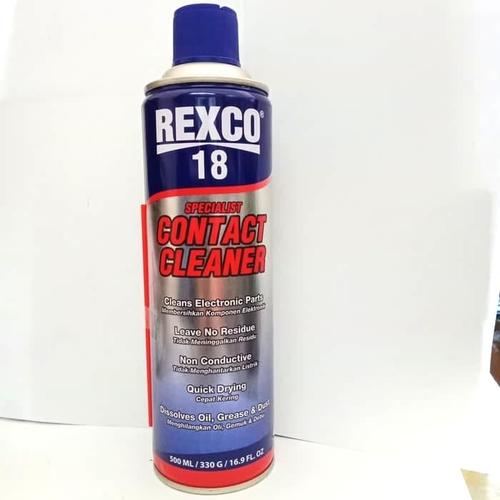 REXCO®
18
SPECIALIST
CONTACT
CLEANER
Cleans Electronic Parts
Membersihkan Komponen Elektronik
Leave No Residue
Tidak Meninggalkan Residu
Non Conductive
Tidak Menghantarkan Listrik
Quick Drying
Cepat Kering
Dissolves Oil, Grease & Dust
Menghilangkan Oli, Gemuk & Debu
500 ML / 330 G / 16.9 FL. OZ